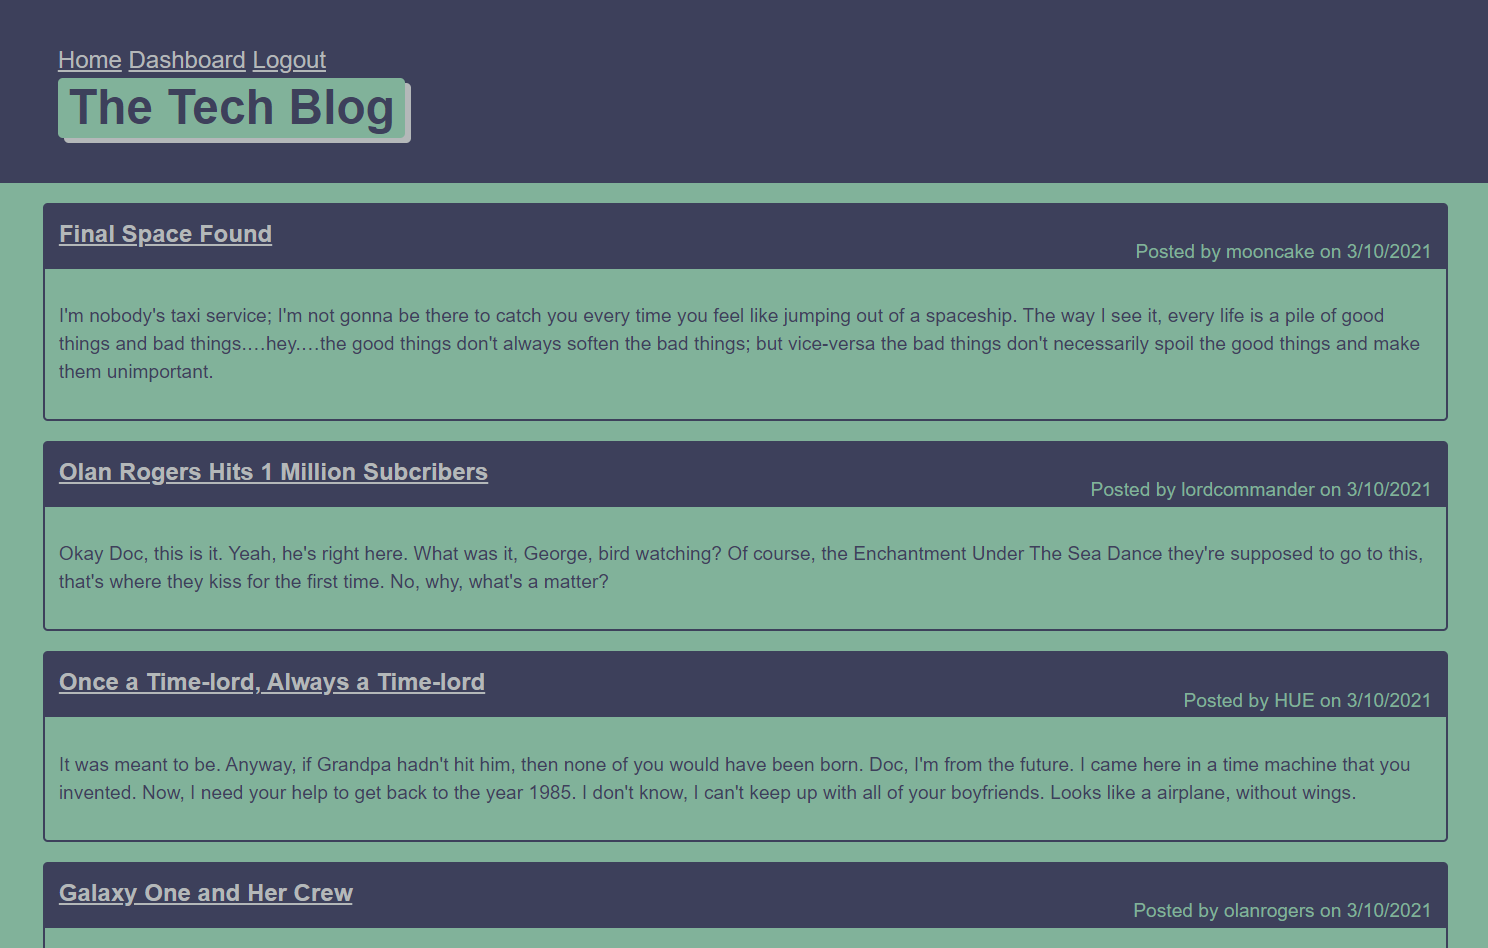 Home Dashboard Logout
The Tech Blog
Final Space Found
Posted by mooncake on 3/10/2021
I'm nobody's taxi service; I'm not gonna be there to catch you every time you feel like jumping out of a spaceship. The way I see it, every life is a pile of good
things and bad things.…hey.…the good things don't always soften the bad things; but vice-versa the bad things don't necessarily spoil the good things and make
them unimportant.
Olan Rogers Hits 1 Million Subcribers
Posted by lordcommander on 3/10/2021
Okay Doc, this is it. Yeah, he's right here. What was it, George, bird watching? Of course, the Enchantment Under The Sea Dance they're supposed to go to this,
that's where they kiss for the first time. No, why, what's a matter?
Once a Time-lord, Always a Time-lord
Posted by HUE on 3/10/2021
It was meant to be. Anyway, if Grandpa hadn't hit him, then none of you would have been born. Doc, I'm from the future. I came here in a time machine that you
invented. Now, I need your help to get back to the year 1985. I don't know, I can't keep up with all of your boyfriends. Looks like a airplane, without wings.
Galaxy One and Her Crew
Posted by olanrogers on 3/10/2021